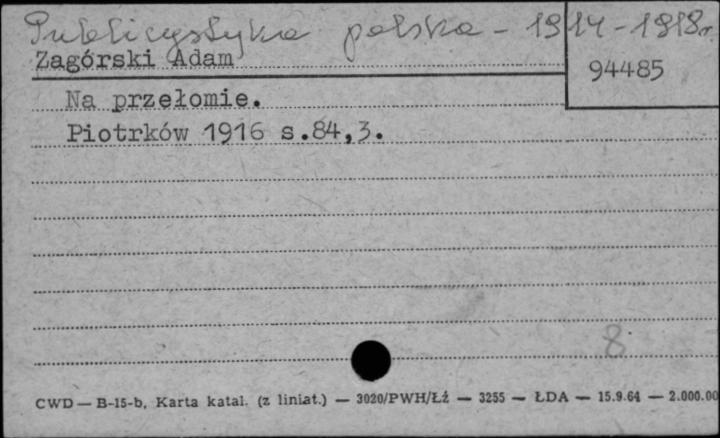 Publicystyka polska - 1914-1918r.
Zagórski Adam
94485
Na przełomie.
Piotrków 1916 s.84,3.
8
CWD — B-15-b, Karta katal. (z liniat.) — 3020/PWH/Łź — 3255 — ŁDA — 15.9.64 — 2.000.00